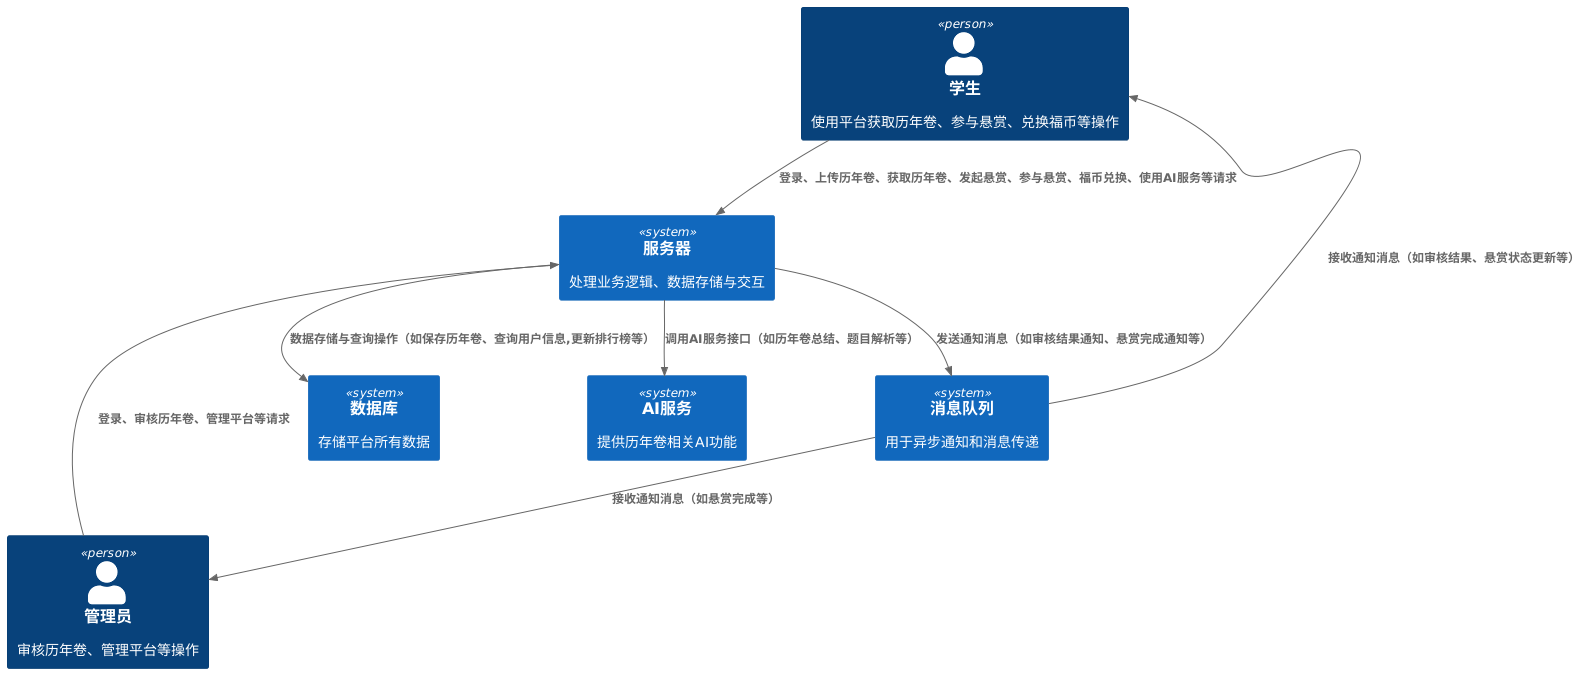 «person»
学生
使用平台获取历年卷、参与悬赏、兑换福币等操作
登录、上传历年卷、获取历年卷、发起悬赏、参与悬赏、福币兑换、使用AI服务等请求
«system»
服务器
处理业务逻辑、数据存储与交互
接收通知消息（如审核结果、悬赏状态更新等）
数据存储与查询操作（如保存历年卷、查询用户信息,更新排行榜等）
调用AI服务接口（如历年卷总结、题目解析等）
发送通知消息（如审核结果通知、悬赏完成通知等）
«system»
数据库
存储平台所有数据
«system»
AI服务
提供历年卷相关AI功能
«system»
消息队列
用于异步通知和消息传递
登录、审核历年卷、管理平台等请求
接收通知消息（如悬赏完成等）
«person»
管理员
审核历年卷、管理平台等操作